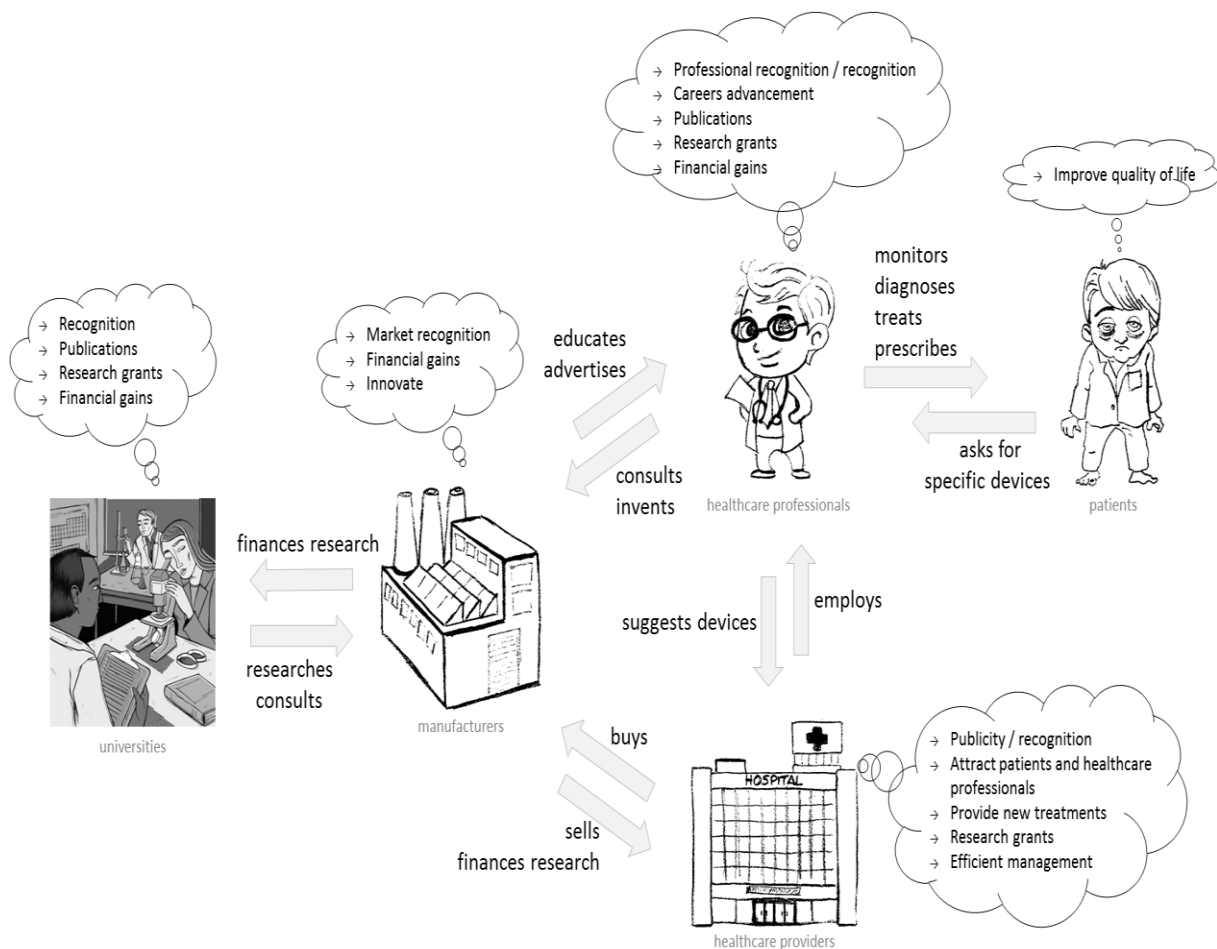 → Professional recognition / recognition
→ Careers advancement
→ Publications
→ Research grants
→ Financial gains
→ Improve quality of life
monitors
diagnoses
treats
prescribes
→ Recognition
→ Publications
→ Research grants
→ Financial gains
→ Market recognition
→ Financial gains
→ Innovate
educates
advertises
asks for
specific devices
consults
invents
healthcare professionals
patients
finances research
researches
consults
suggests devices
employs
universities
manufacturers
buys
sells
finances research
HOSPITAL
→ Publicity / recognition
→ Attract patients and healthcare
professionals
→ Provide new treatments
→ Research grants
→ Efficient management
healthcare providers